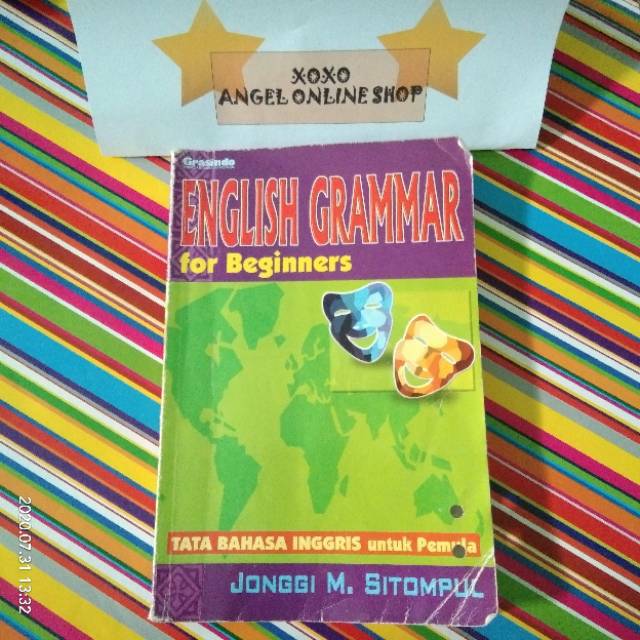 XOXO
ANGEL ONLINE SHOP
Grasindo
ENGLISH GRAMMAR
for Beginners
TATA BAHASA INGGRIS untuk Pemula
JONGGI M. SITOMPUL
2020.07.31 13:32